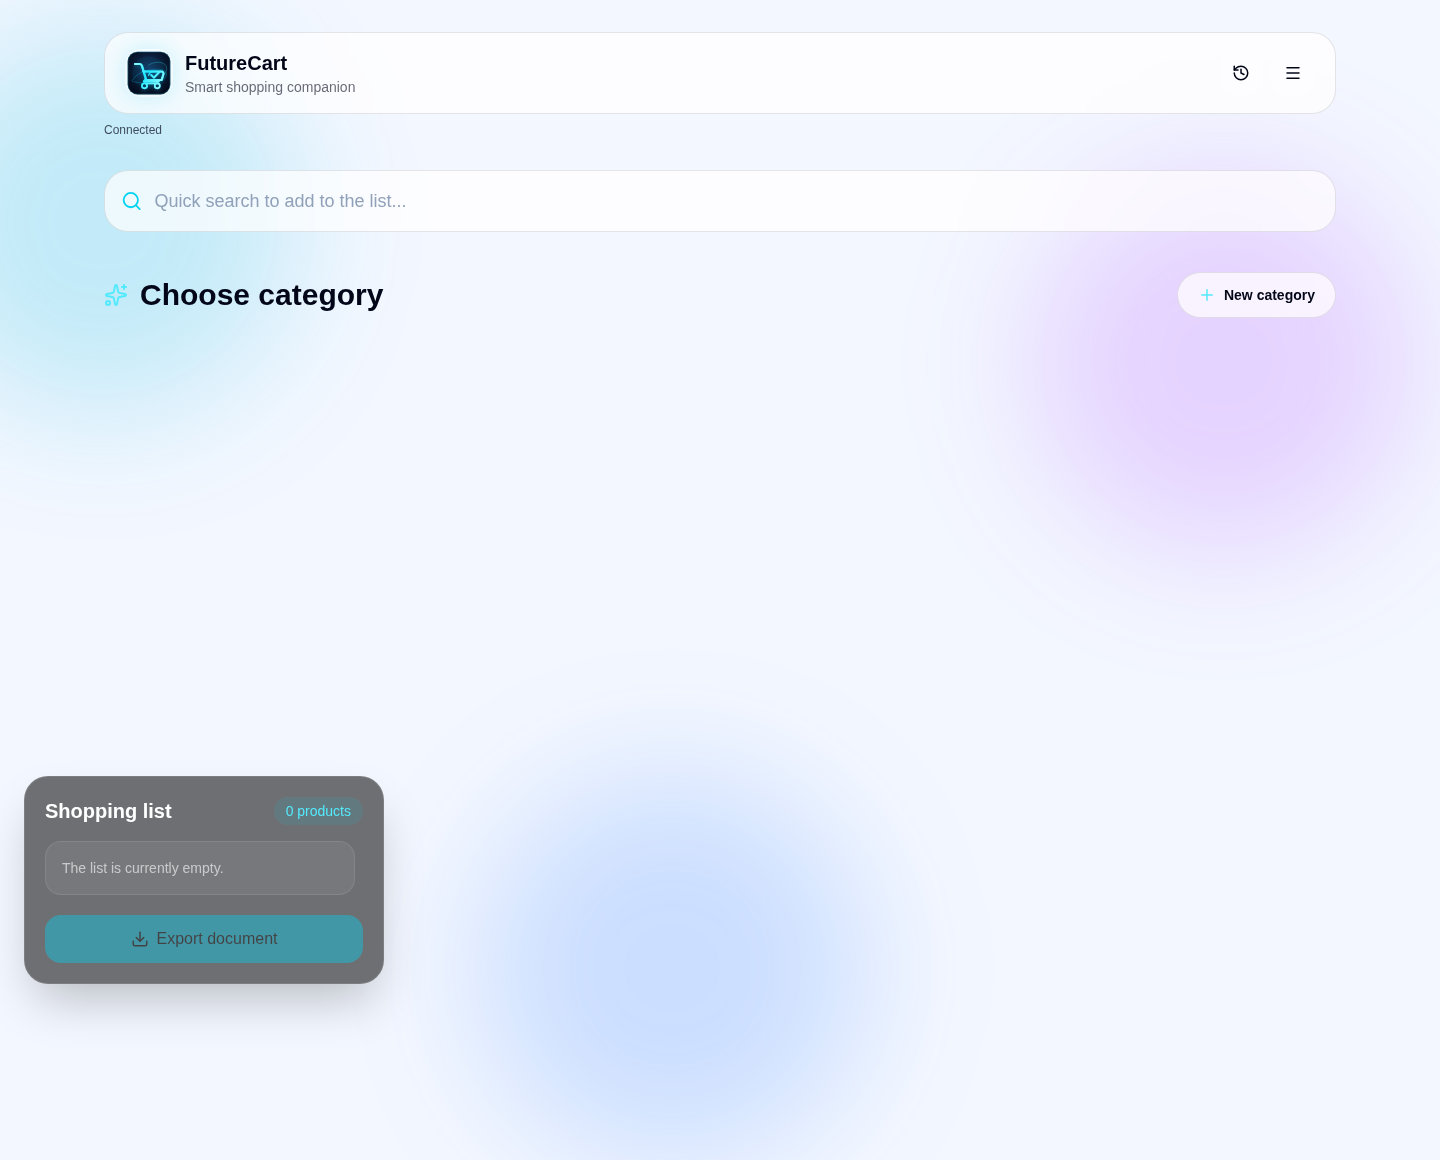 FutureCart
Smart shopping companion
Connected
Quick search to add to the list...
Choose category
New category
Shopping list
0 products
The list is currently empty.
Export document